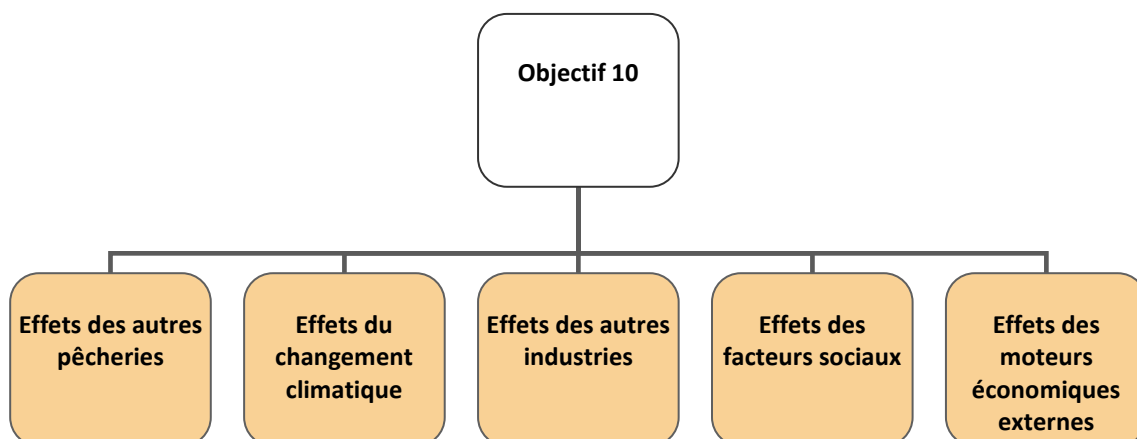 Objectif 10
Effets des autres
pêcheries
Effets du
changement
climatique
Effets des autres
industries
Effets des
facteurs sociaux
Effets des
moteurs
économiques
externes